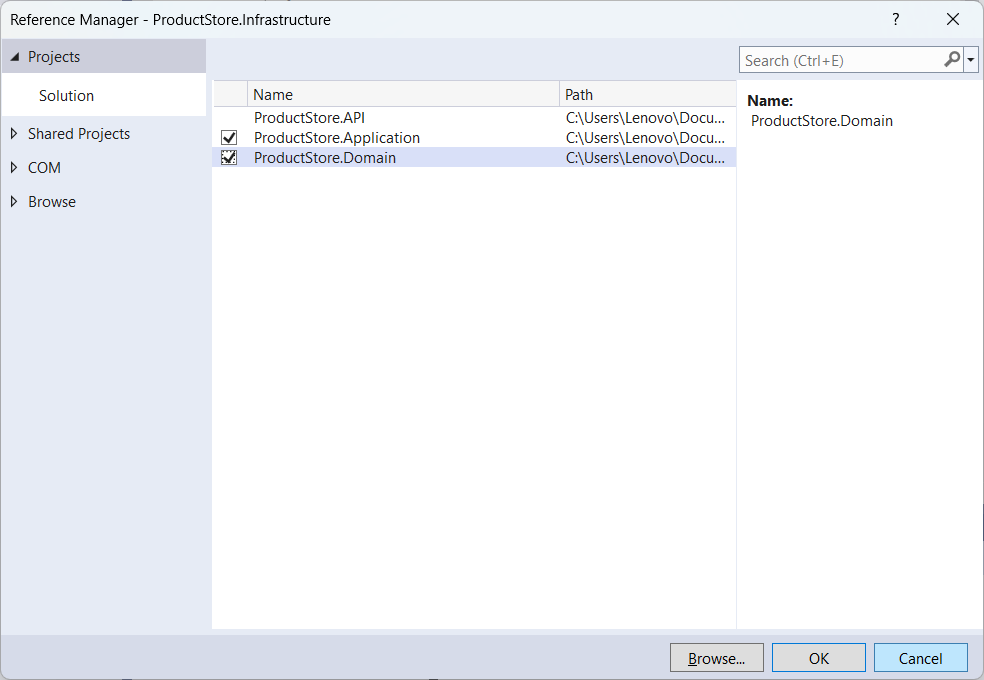 Reference Manager - ProductStore.Infrastructure ?
Projects
Search (Ctrl+E)
Solution
Name Path
Name:
ProductStore.API C:\Users\Lenovo\Docu...
ProductStore.Domain
Shared Projects
ProductStore.Application C:\Users\Lenovo\Docu...
ProductStore.Domain C:\Users\Lenovo\Docu...
COM
Browse
Browse... OK Cancel